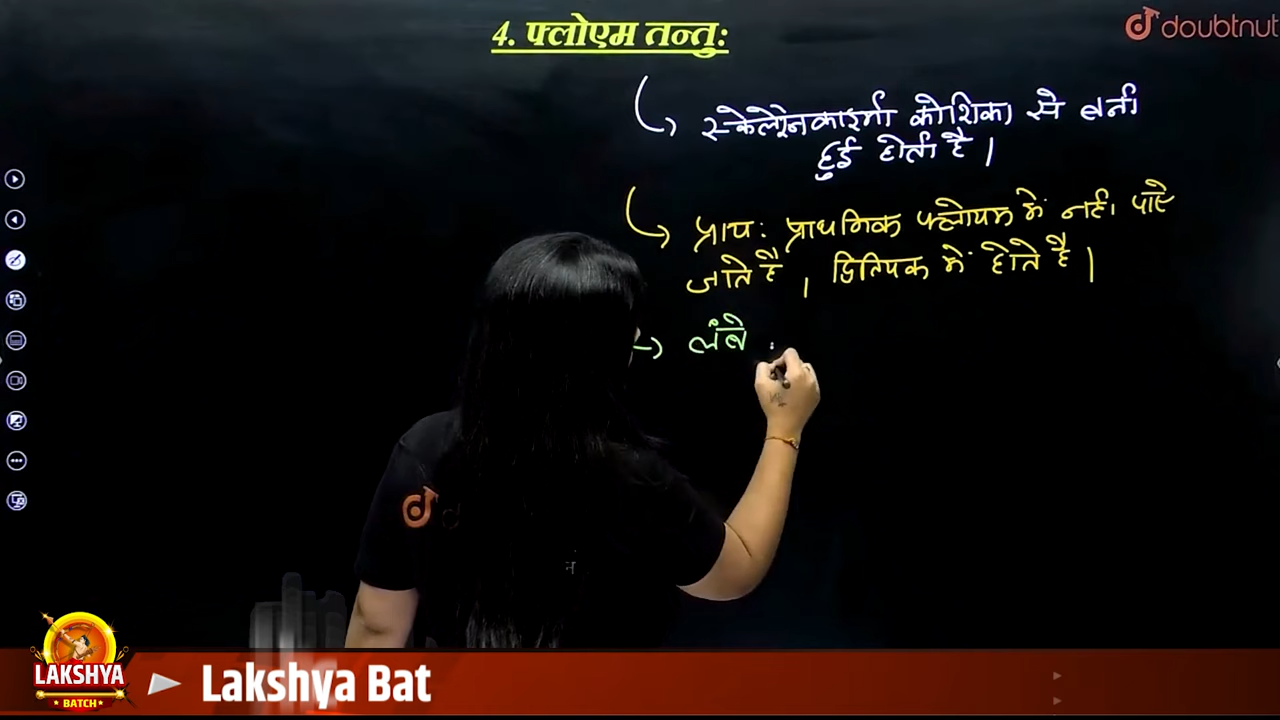 4. फ्लोएम तन्तु:
doubtnut
स्केलेरेनकाइमी कोशिका से बनी
हुई होती है।
प्राय: प्राथमिक फ्लोयम में नहीं पाऐ
जाते है, द्वितियक में होते है।
लंबे
LAKSHYA
BATCH
Lakshya Bat